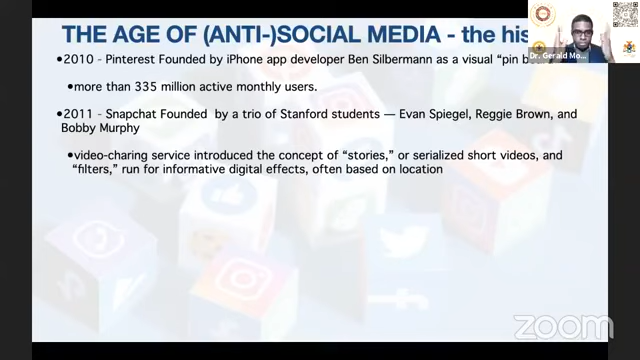 THE AGE OF (ANTI-)SOCIAL MEDIA - the his
•2010 - Pinterest Founded by iPhone app developer Ben Silbermann as a visual “pin b
•more than 335 million active monthly users.
•2011 - Snapchat Founded by a trio of Stanford students — Evan Spiegel, Reggie Brown, and
Bobby Murphy
•video-charing service introduced the concept of “stories,” or serialized short videos, and
“filters,” run for informative digital effects, often based on location
Dr. Gerald Mo...
zoom